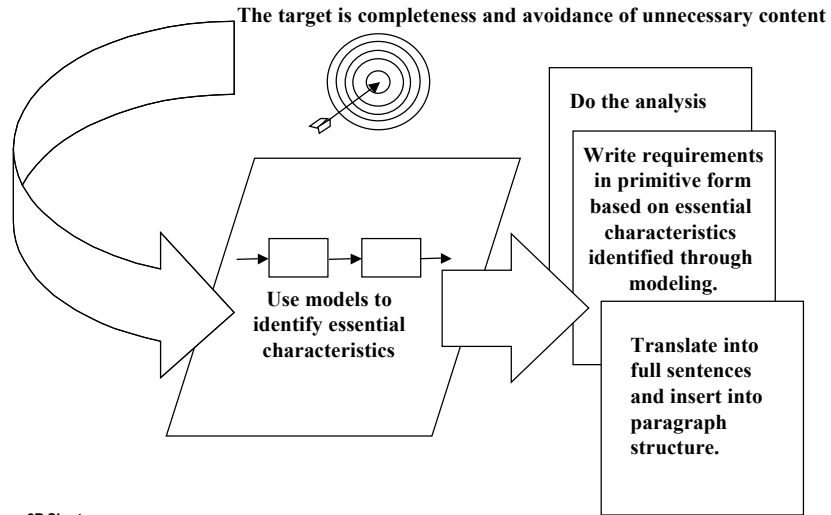 The target is completeness and avoidance of unnecessary content
Do the analysis
Write requirements
in primitive form
based on essential
characteristics
identified through
modeling.
Use models to
identify essential
characteristics
Translate into
full sentences
and insert into
paragraph
structure.